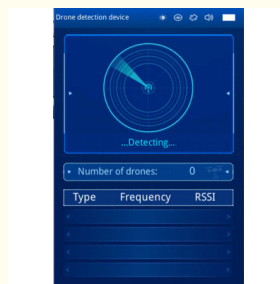 Drone detection device
...Detecting...
Number of drones: 0
Type Frequency RSSI